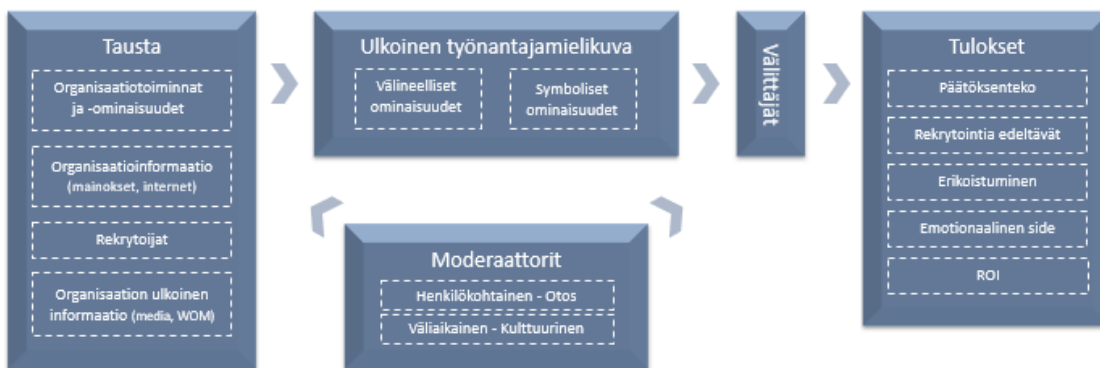 Tausta
Organisaatiotoiminnat
ja -ominaisuudet
Organisaatioinformaatio
(mainokset, internet)
Rekrytoijat
Organisaation ulkoinen
informaatio (media, WOM)
Ulkoinen työnantajamielikuva
Välineelliset
ominaisuudet
Symboliset
ominaisuudet
Moderaattorit
Henkilökohtainen - Otos
Väliaikainen - Kulttuurinen
Välittäjät
Tulokset
Päätöksenteko
Rekrytointia edeltävät
Erikoistuminen
Emotionaalinen side
ROI